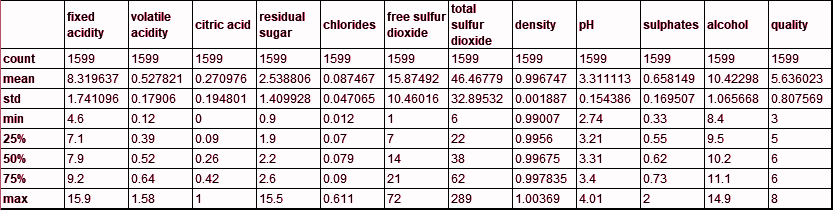 fixed acidity volatile acidity citric acid residual sugar chlorides free sulfur dioxide total sulfur dioxide density pH sulphates alcohol quality
count 1599 1599 1599 1599 1599 1599 1599 1599 1599 1599 1599 1599
mean 8.319637 0.527821 0.270976 2.538806 0.087467 15.87492 46.46779 0.996747 3.311113 0.658149 10.42298 5.636023
std 1.741096 0.17906 0.194801 1.409928 0.047065 10.46016 32.89532 0.001887 0.154386 0.169507 1.065668 0.807569
min 4.6 0.12 0 0.9 0.012 1 6 0.99007 2.74 0.33 8.4 3
25% 7.1 0.39 0.09 1.9 0.07 7 22 0.9956 3.21 0.55 9.5 5
50% 7.9 0.52 0.26 2.2 0.079 14 38 0.99675 3.31 0.62 10.2 6
75% 9.2 0.64 0.42 2.6 0.09 21 62 0.997835 3.4 0.73 11.1 6
max 15.9 1.58 1 15.5 0.611 72 289 1.00369 4.01 2 14.9 8